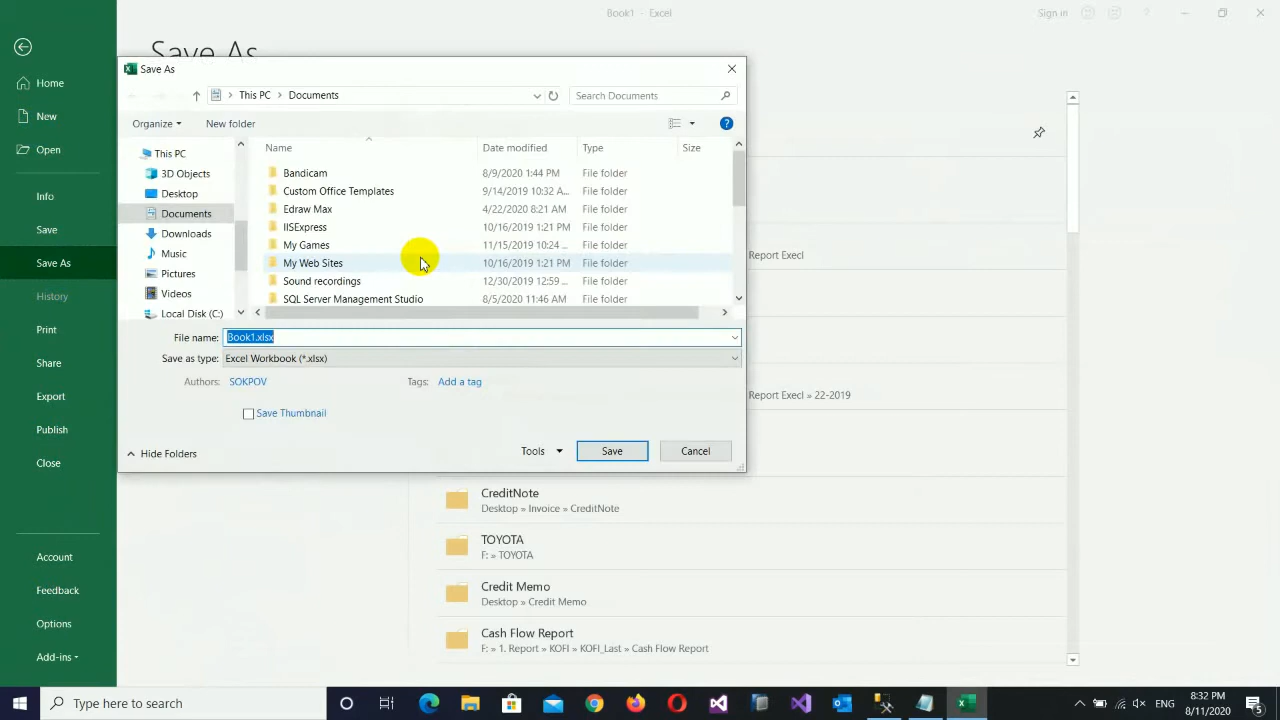 Book1 - Excel
Sign in
Save As
Save As
Home
New
Open
Info
Save
Save As
History
Print
Share
Export
Publish
Close
Account
Feedback
Options
Add-ins
This PC
Documents
Search Documents
Organize
New folder
?
Name
Date modified
Type
Size
This PC
3D Objects
Desktop
Documents
Downloads
Music
Pictures
Videos
Local Disk (C:)
Bandicam 8/9/2020 1:44 PM File folder
Custom Office Templates /14/2019 10:32 A... File folder
Edraw Max 4/22/2020 8:21 AM File folder
IISExpress 10/16/2019 1:21 PM File folder
My Games 11/15/2019 10:24 ... File folder
My Web Sites 10/16/2019 1:21 PM File folder
Sound recordings 12/30/2019 12:59 ... File folder
SQL Server Management Studio 8/5/2020 11:46 AM File folder
File name: Book1.xlsx
Save as type: Excel Workbook (*.xlsx)
Authors: SOKPOV
Tags: Add a tag
Save Thumbnail
Hide Folders
Tools
Save
Cancel
Report Execl
Report Execl » 22-2019
CreditNote
Desktop » Invoice » CreditNote
TOYOTA
F: » TOYOTA
Credit Memo
Desktop » Credit Memo
Cash Flow Report
F: » 1. Report » KOFI » KOFI_Last » Cash Flow Report
Type here to search
ENG
8:32 PM
8/11/2020
5